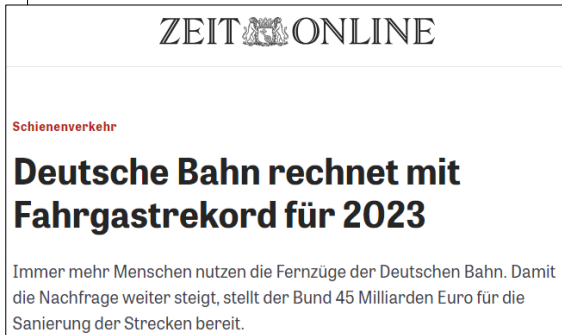 ZEIT ONLINE
Schienenverkehr
Deutsche Bahn rechnet mit
Fahrgastrekord für 2023
Immer mehr Menschen nutzen die Fernzüge der Deutschen Bahn. Damit
die Nachfrage weiter steigt, stellt der Bund 45 Milliarden Euro für die
Sanierung der Strecken bereit.